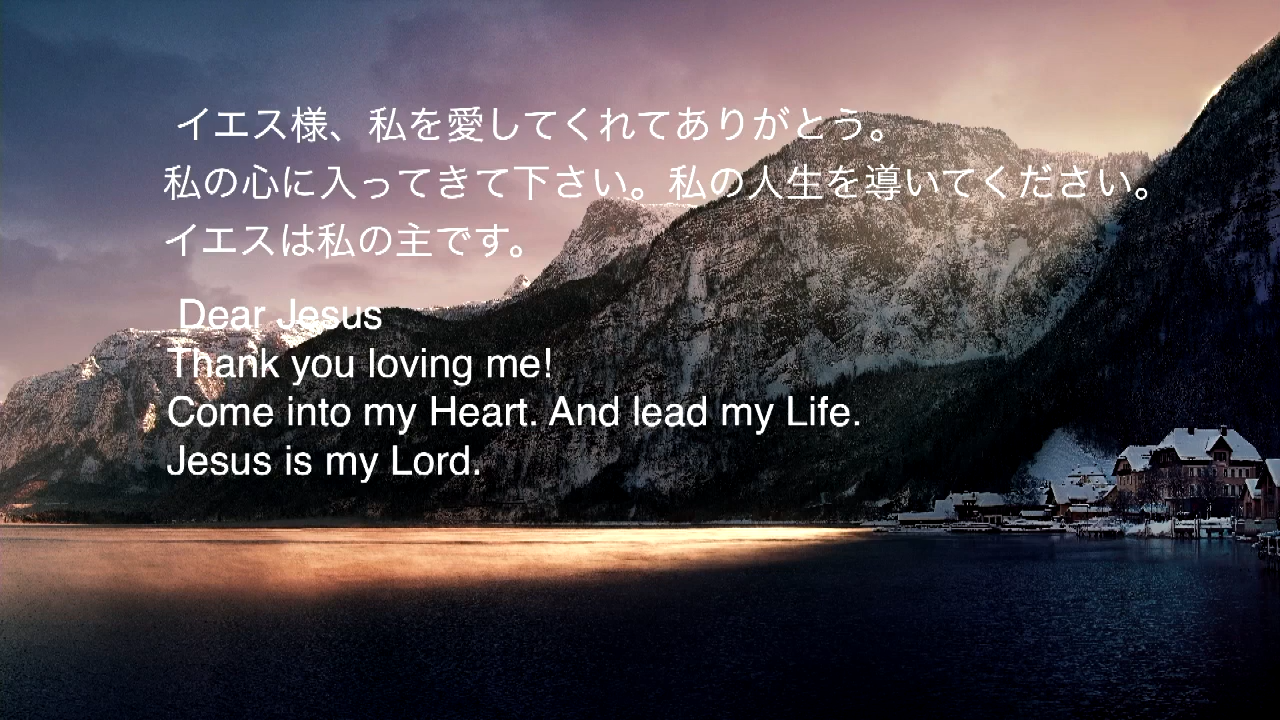 イエス様、私を愛してくれてありがとう。
私の心に入ってきて下さい。私の人生を導いてください。
イエスは私の主です。
Dear Jesus
Thank you loving me!
Come into my Heart. And lead my Life.
Jesus is my Lord.